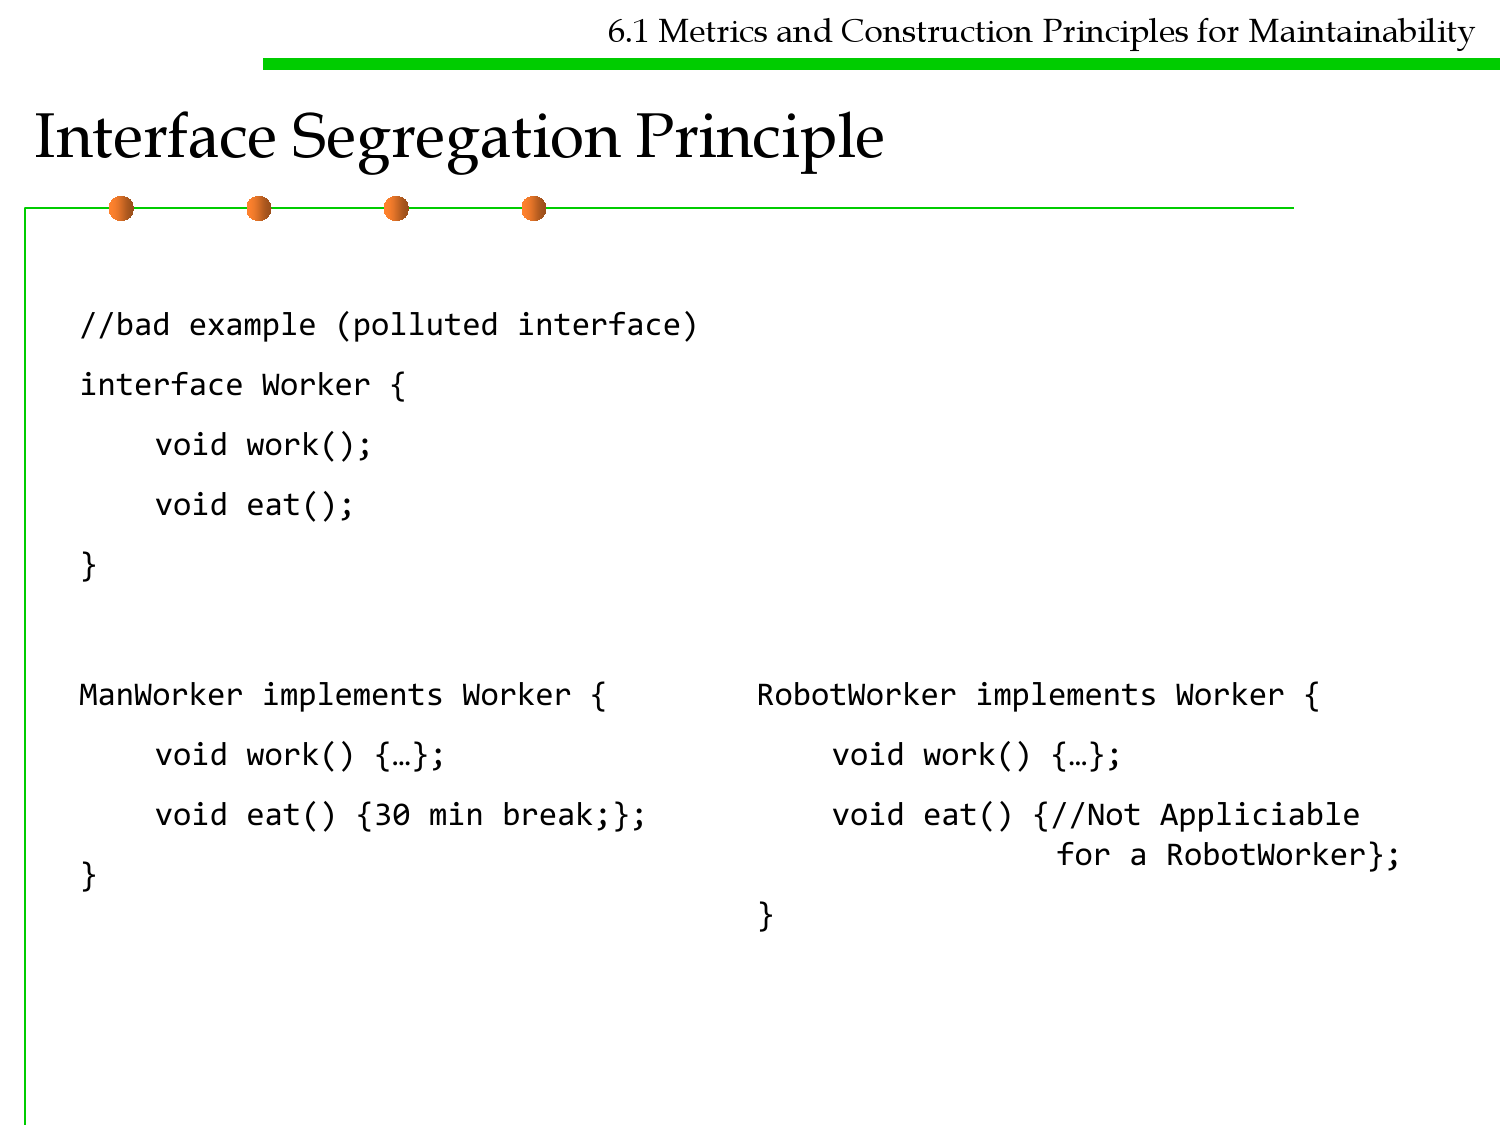 6.1 Metrics and Construction Principles for Maintainability
Interface Segregation Principle
//bad example (polluted interface)
interface Worker {
void work();
void eat();
}
ManWorker implements Worker {
void work() {…};
void eat() {30 min break;};
}
RobotWorker implements Worker {
void work() {…};
void eat() {//Not Appliciable
for a RobotWorker};
}